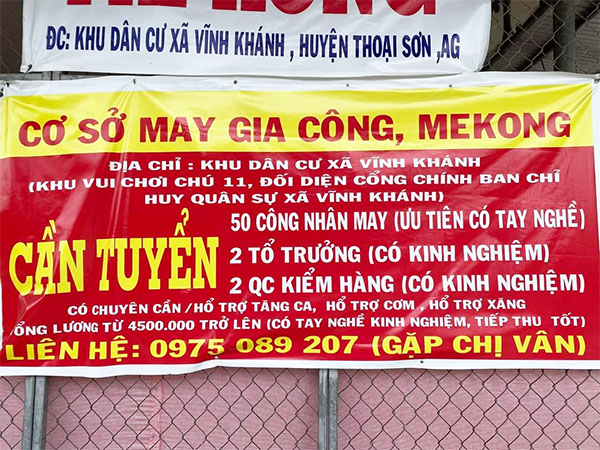 ĐC: KHU DÂN CƯ XÃ VĨNH KHÁNH , HUYỆN THOẠI SƠN ,AG
CƠ SỞ MAY GIA CÔNG, MEKONG
ĐỊA CHỈ : KHU DÂN CƯ XÃ VĨNH KHÁNH
(KHU VUI CHƠI CHÚ 11, ĐỐI DIỆN CỔNG CHÍNH BAN CHỈ
HUY QUÂN SỰ XÃ VĨNH KHÁNH)
CẦN TUYỂN
50 CÔNG NHÂN MAY (ƯU TIÊN CÓ TAY NGHỀ)
2 TỔ TRƯỞNG (CÓ KINH NGHIỆM)
2 QC KIỂM HÀNG (CÓ KINH NGHIỆM)
CÓ CHUYÊN CẦN /HỔ TRỢ TĂNG CA, HỔ TRỢ CƠM , HỔ TRỢ XĂNG
ỔNG LƯƠNG TỪ 4500.000 TRỞ LÊN (CÓ TAY NGHỀ KINH NGHIỆM, TIẾP THU TỐT)
LIÊN HỆ: 0975 089 207 (GẶP CHỊ VÂN)